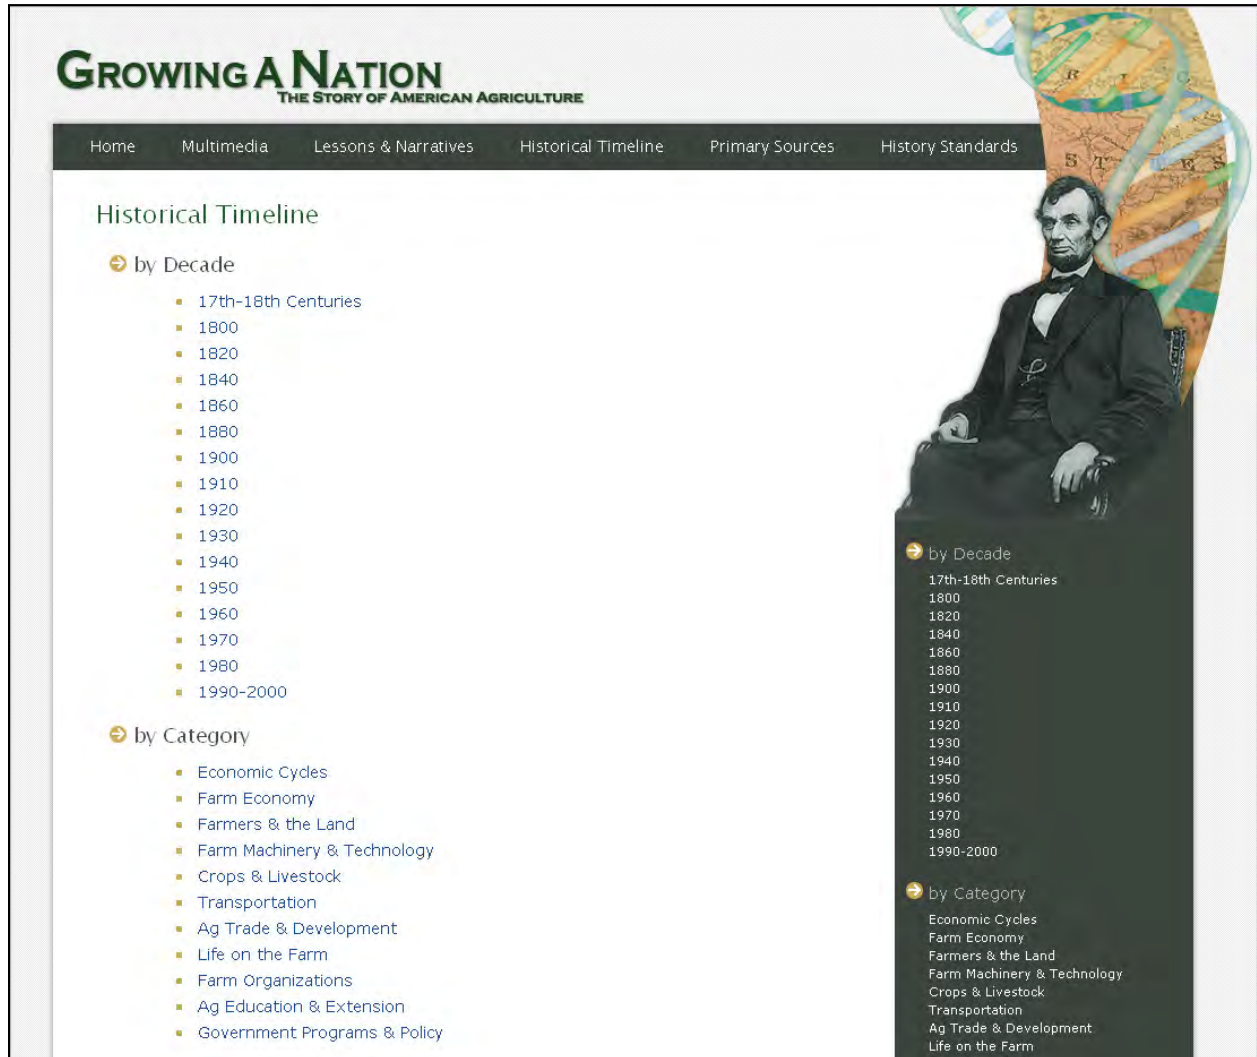 GROWING A NATION
THE STORY OF AMERICAN AGRICULTURE
Home Multimedia Lessons & Narratives Historical Timeline Primary Sources History Standards
Historical Timeline
by Decade
17th-18th Centuries
1800
1820
1840
1860
1880
1900
1910
1920
1930
1940
1950
1960
1970
1980
1990-2000
by Category
Economic Cycles
Farm Economy
Farmers & the Land
Farm Machinery & Technology
Crops & Livestock
Transportation
Ag Trade & Development
Life on the Farm
Farm Organizations
Ag Education & Extension
Government Programs & Policy
by Decade
17th-18th Centuries
1800
1820
1840
1860
1880
1900
1910
1920
1930
1940
1950
1960
1970
1980
1990-2000
by Category
Economic Cycles
Farm Economy
Farmers & the Land
Farm Machinery & Technology
Crops & Livestock
Transportation
Ag Trade & Development
Life on the Farm